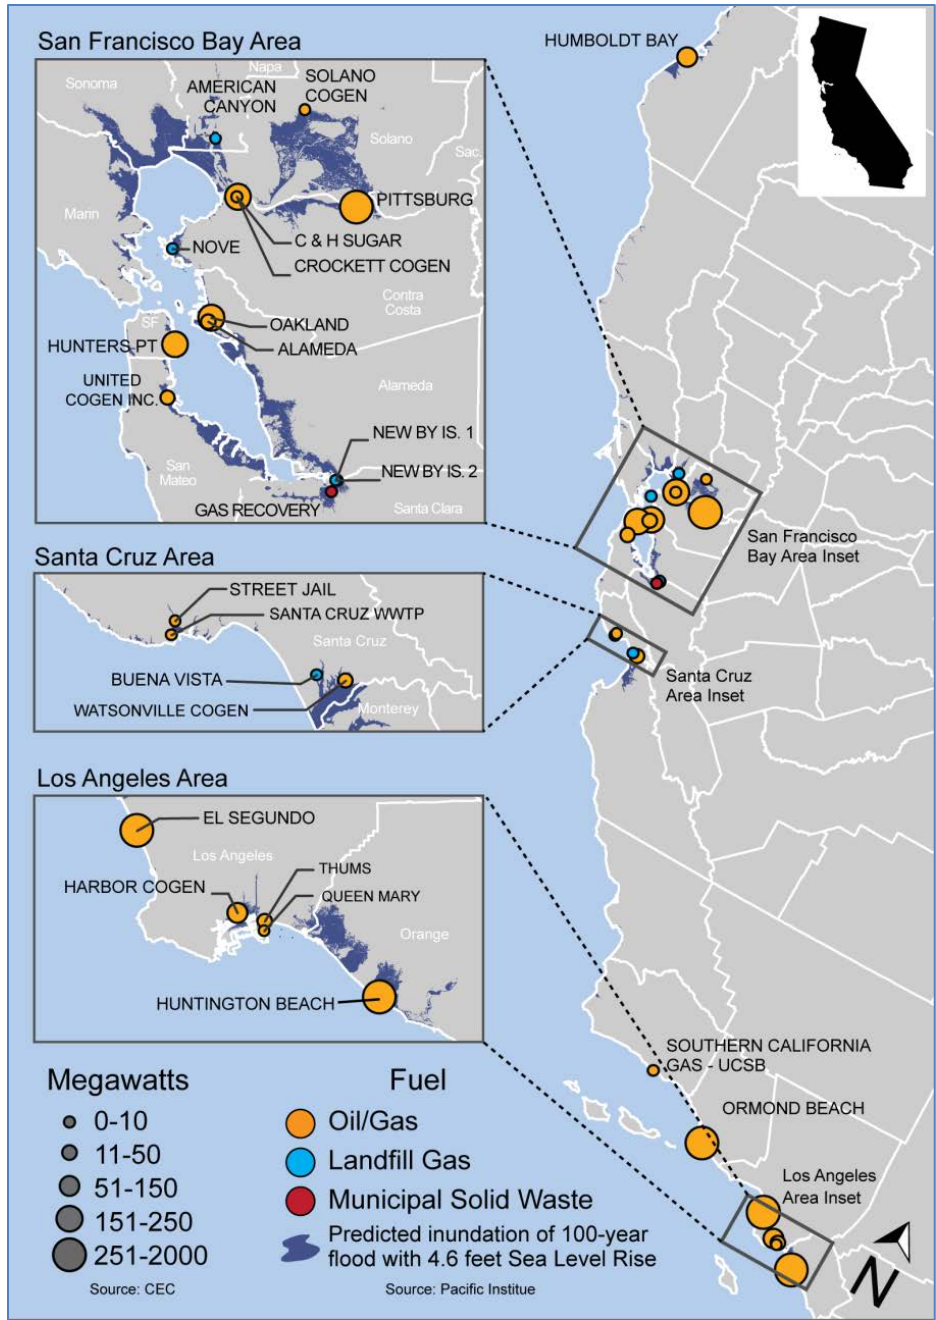 San Francisco Bay Area
Sonoma
Napa
AMERICAN
CANYON
SOLANO
COGEN
Solano
Sac.
Marin
PITTSBURG
C & H SUGAR
CROCKETT COGEN
NOVE
Contra
Costa
SF
OAKLAND
ALAMEDA
HUNTERS PT
Alameda
UNITED
COGEN INC.
NEW BY IS. 1
San
Mateo
NEW BY IS. 2
GAS RECOVERY
Santa Clara
HUMBOLDT BAY
San Francisco
Bay Area Inset
Santa Cruz Area
STREET JAIL
SANTA CRUZ WWTP
Santa Cruz
BUENA VISTA
WATSONVILLE COGEN
Monterey
Santa Cruz
Area Inset
Los Angeles Area
EL SEGUNDO
Los Angeles
THUMS
HARBOR COGEN
QUEEN MARY
Orange
HUNTINGTON BEACH
SOUTHERN CALIFORNIA
GAS - UCSB
ORMOND BEACH
Los Angeles
Area Inset
N
Megawatts
0-10
11-50
51-150
151-250
251-2000
Source: CEC
Fuel
Oil/Gas
Landfill Gas
Municipal Solid Waste
Predicted inundation of 100-year
flood with 4.6 feet Sea Level Rise
Source: Pacific Institue